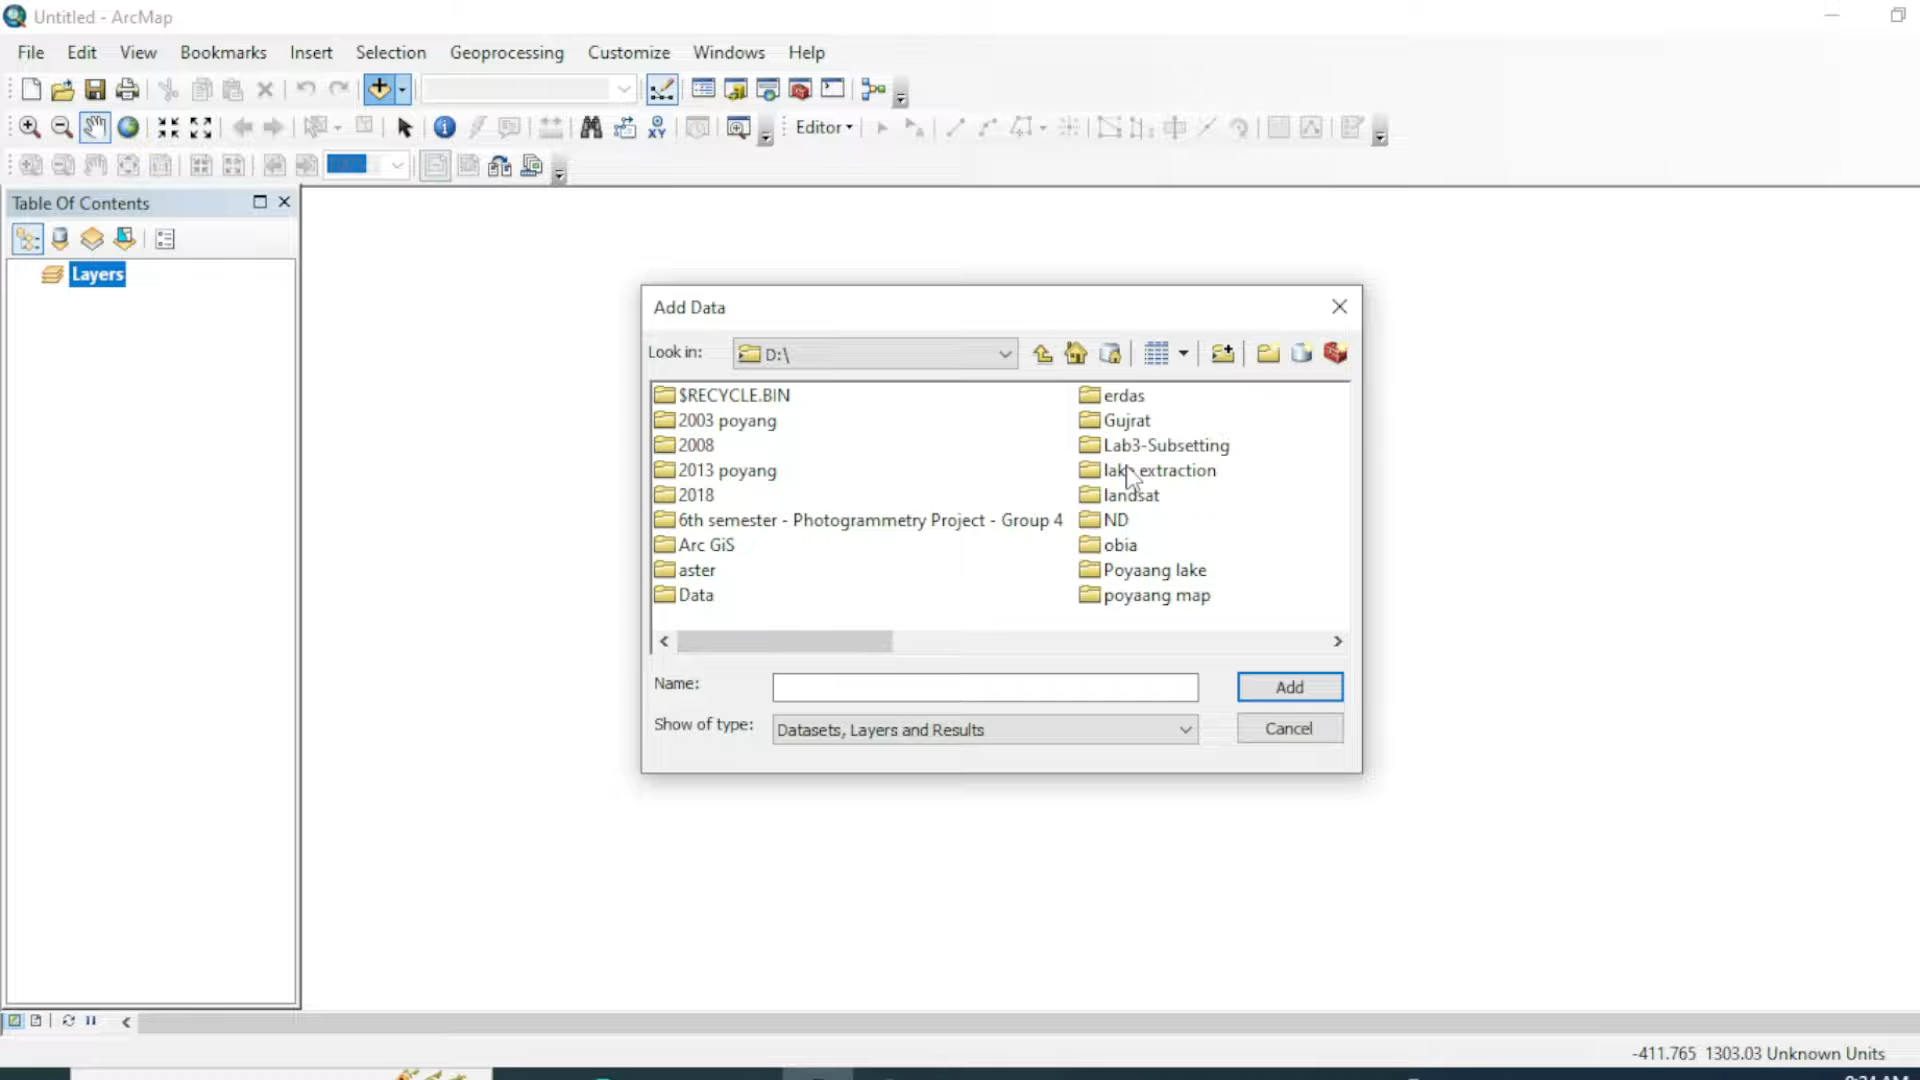 Untitled - ArcMap
File Edit View Bookmarks Insert Selection Geoprocessing Customize Windows Help
Editor
Table Of Contents
Layers
Add Data
Look in: D:\
$RECYCLE.BIN
2003 poyang
2008
2013 poyang
2018
6th semester - Photogrammetry Project - Group 4
Arc GiS
aster
Data
erdas
Gujrat
Lab3-Subsetting
extraction
landsat
ND
obia
Poyaang lake
poyaang map
Name:
Add
Show of type: Datasets, Layers and Results
Cancel
-411.765 1303.03 Unknown Units